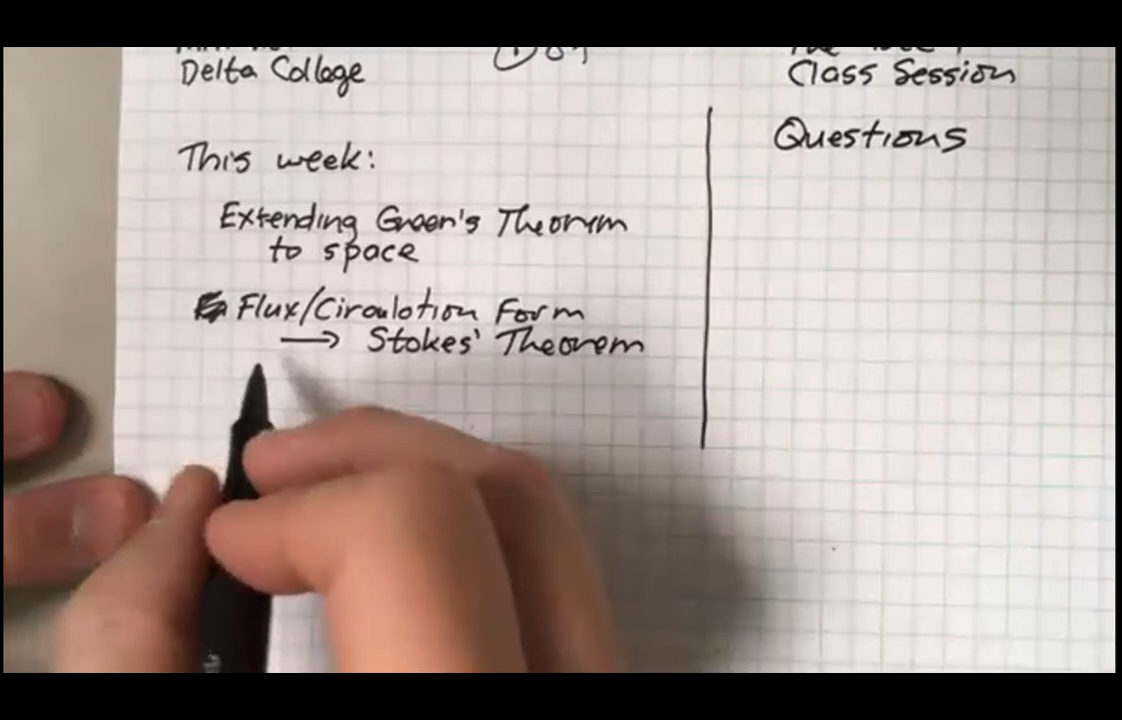 Delta College
Class Session
Questions
This week:
Extending Green's Theorem
to space
Flux/Circulation Form
→ Stokes' Theorem